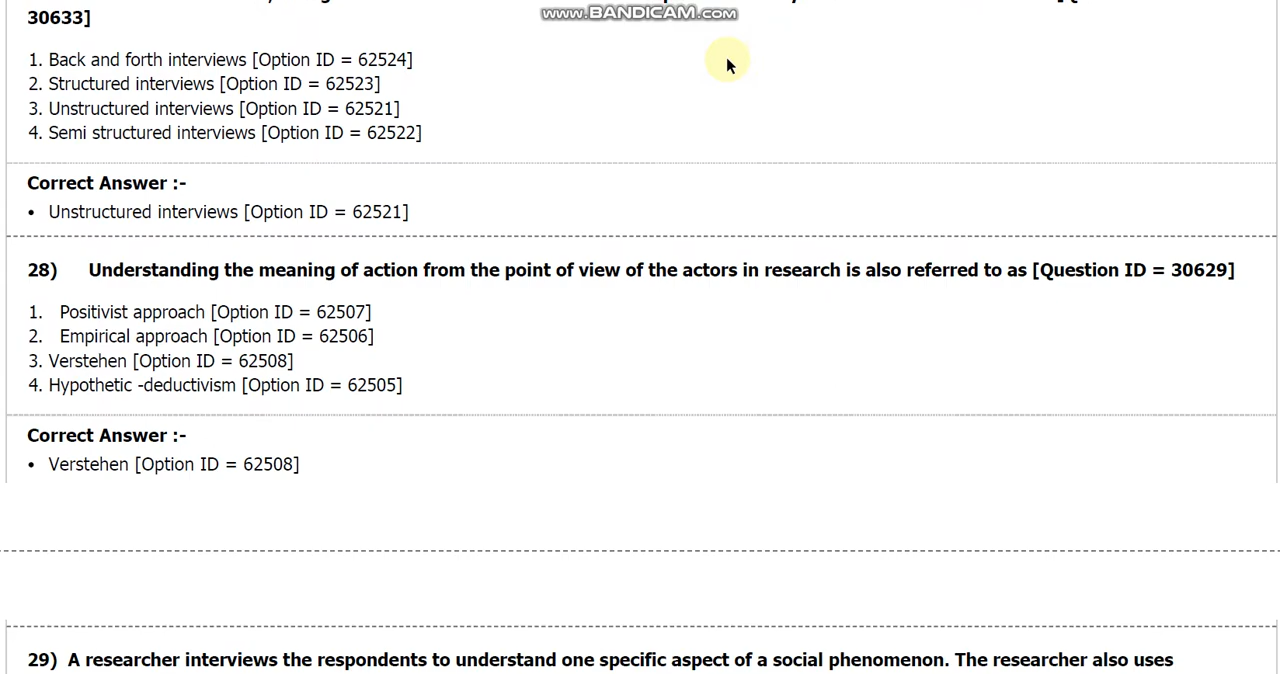 www.BANDICAM.com
30633]
1. Back and forth interviews [Option ID = 62524]
2. Structured interviews [Option ID = 62523]
3. Unstructured interviews [Option ID = 62521]
4. Semi structured interviews [Option ID = 62522]
Correct Answer :-
• Unstructured interviews [Option ID = 62521]
28) Understanding the meaning of action from the point of view of the actors in research is also referred to as [Question ID = 30629]
1. Positivist approach [Option ID = 62507]
2. Empirical approach [Option ID = 62506]
3. Verstehen [Option ID = 62508]
4. Hypothetic -deductivism [Option ID = 62505]
Correct Answer :-
• Verstehen [Option ID = 62508]
29) A researcher interviews the respondents to understand one specific aspect of a social phenomenon. The researcher also uses